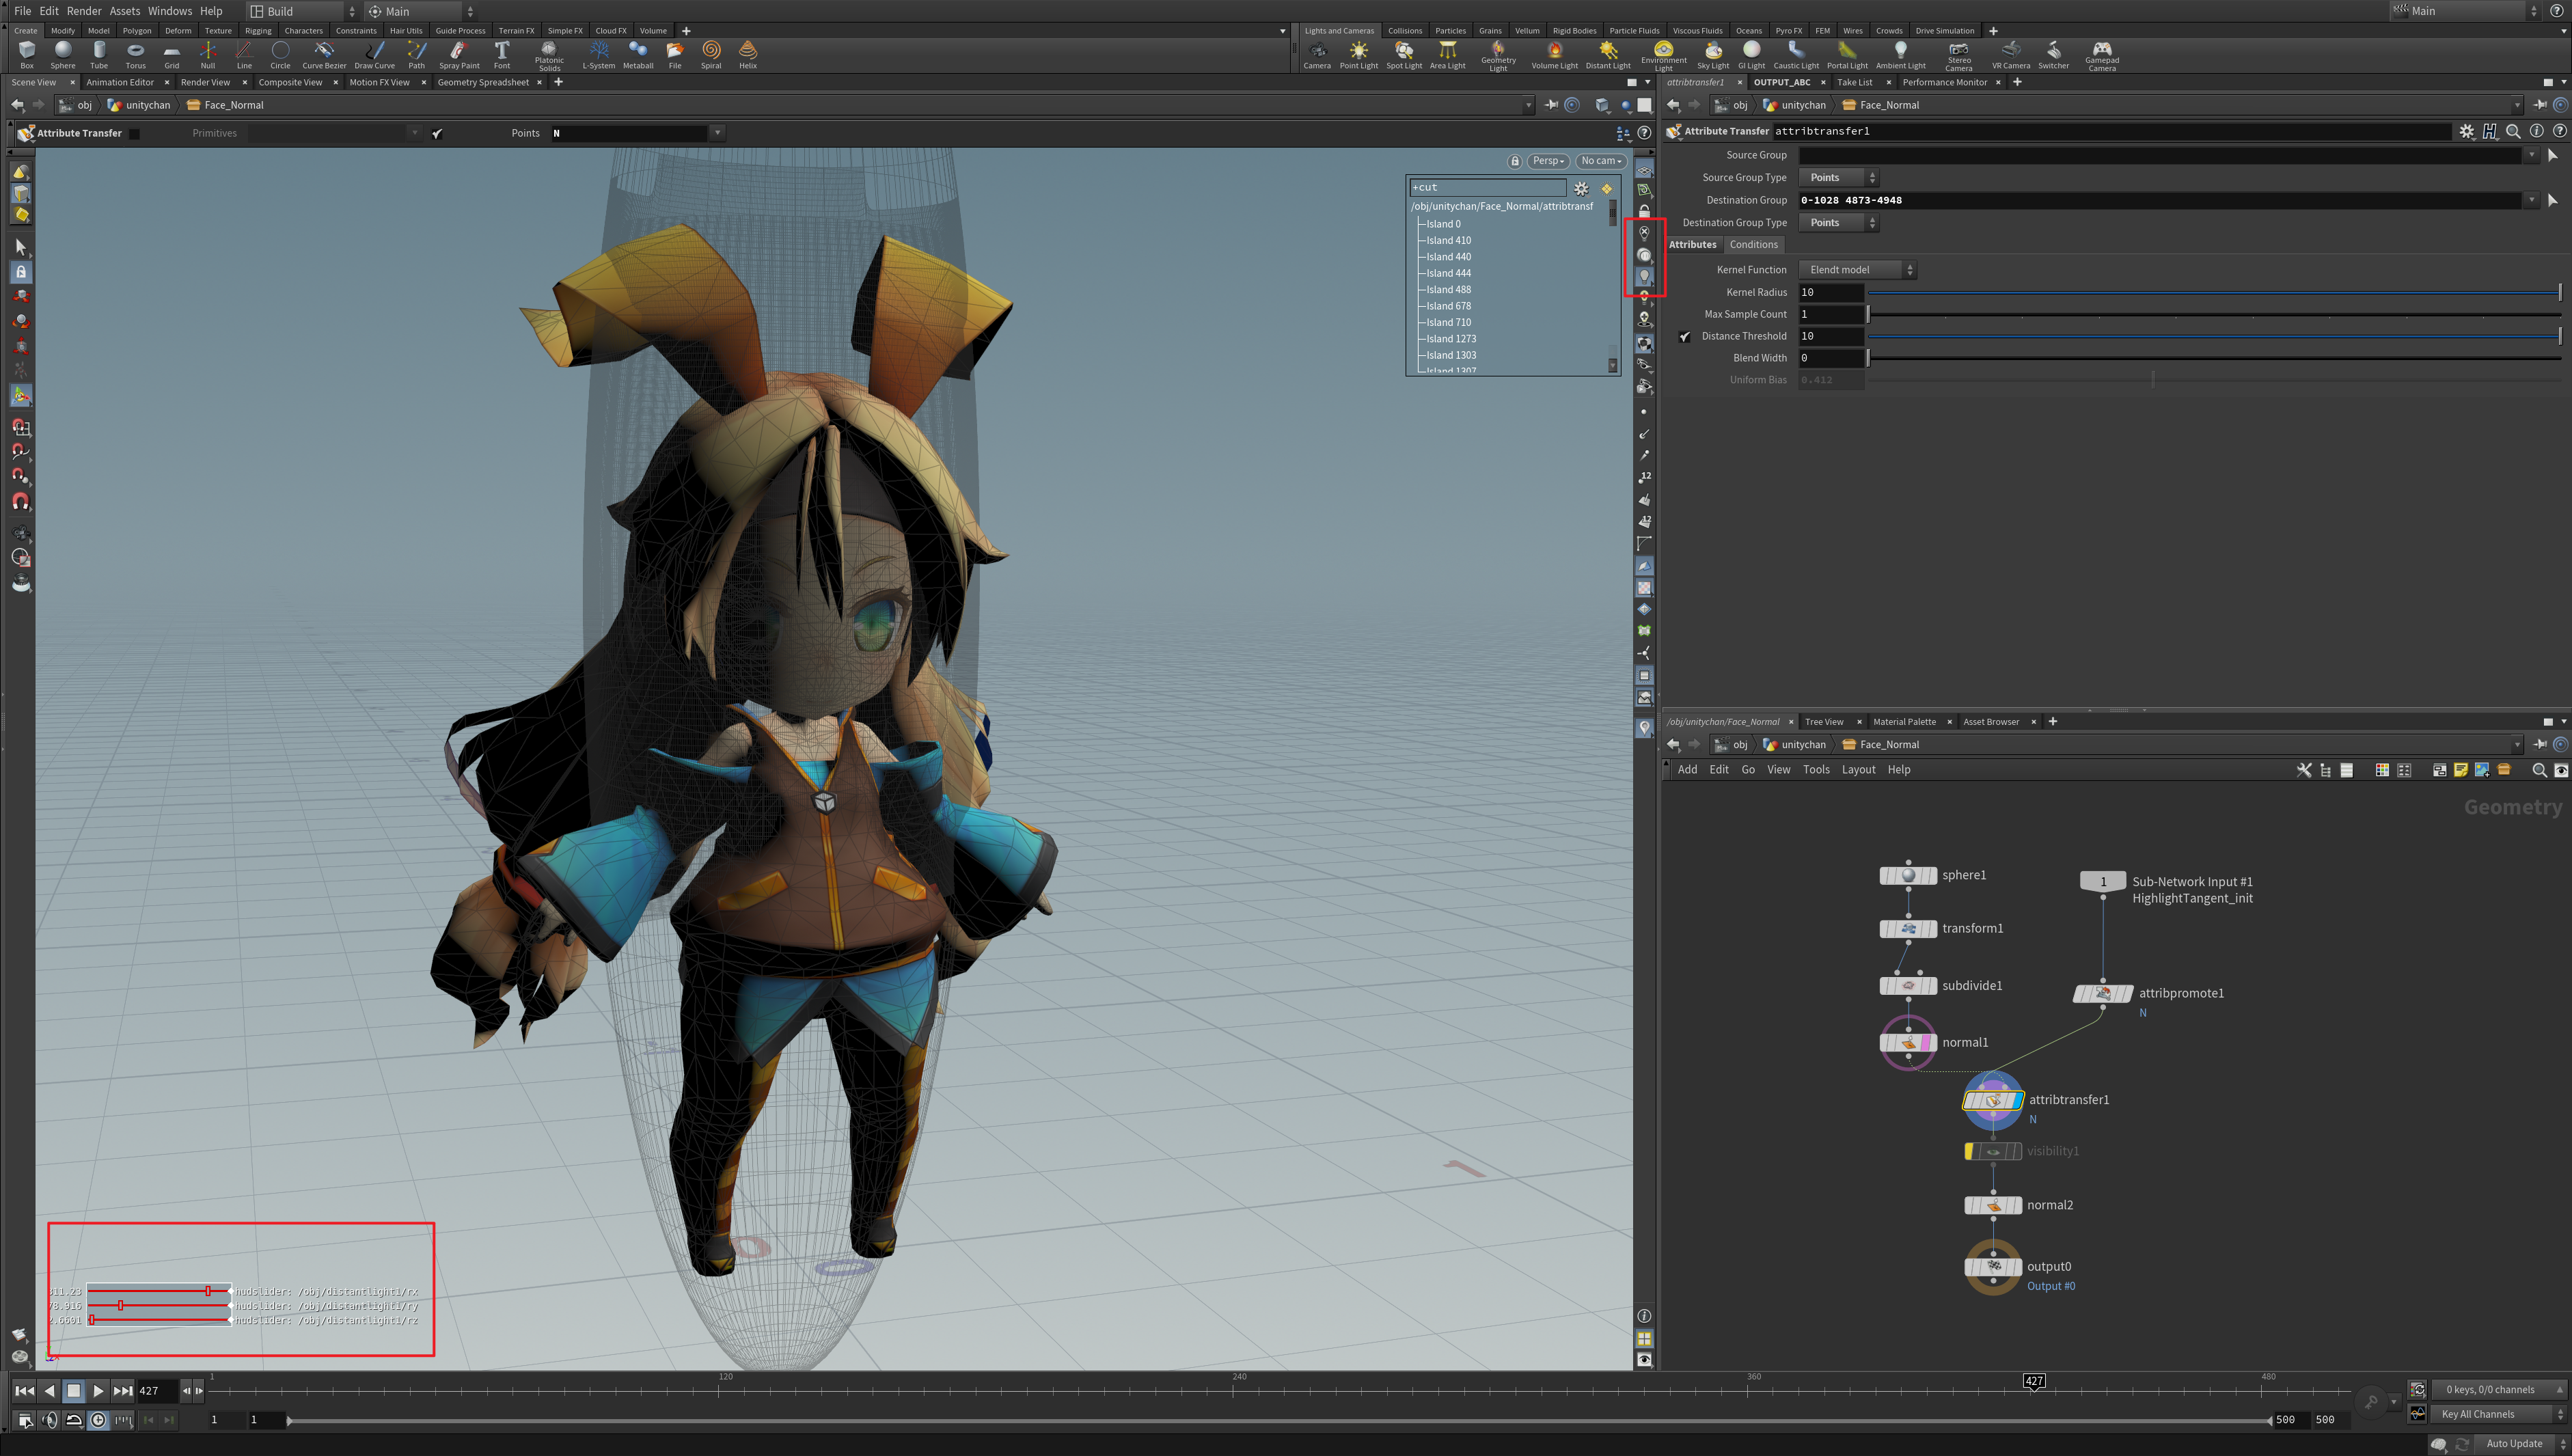 File Edit Render Assets Windows Help Build Main Main
Create Modify Model Polygon Deform Texture Rigging Characters Constraints Hair Utils Guide Process Terrain FX Simple FX Cloud FX Volume
Box Sphere Tube Torus Grid Null Line Circle Curve Bezier Draw Curve Path Spray Paint Font Platonic Solids L-System Metaball File Spiral Helix
Lights and Cameras Collisions Particles Grains Vellum Rigid Bodies Particle Fluids Viscous Fluids Oceans Pyro FX FEM Wires Crowds Drive Simulation
Camera Point Light Spot Light Area Light Geometry Light Volume Light Distant Light Environment Light Sky Light GI Light Caustic Light Portal Light Ambient Light Stereo Camera VR Camera Switcher Gamepad Camera
Scene View Animation Editor Render View Composite View Motion FX View Geometry Spreadsheet
obj unitychan Face_Normal
Attribute Transfer Primitives Points N
Persp No cam
+cut
/obj/unitychan/Face_Normal/attribtransf
Island 0
Island 410
Island 440
Island 444
Island 488
Island 678
Island 710
Island 1273
Island 1303
Island 1307
hudslider: /obj/distantlight1/rx
hudslider: /obj/distantlight1/ry
hudslider: /obj/distantlight1/rz
attribtransfer1 OUTPUT_ABC Take List Performance Monitor
obj unitychan Face_Normal
Attribute Transfer attribtransfer1
Source Group
Source Group Type Points
Destination Group 0-1028 4873-4948
Destination Group Type Points
Attributes Conditions
Kernel Function Elendt model
Kernel Radius 10
Max Sample Count 1
Distance Threshold 10
Blend Width 0
Uniform Bias 0.412
/obj/unitychan/Face_Normal Tree View Material Palette Asset Browser
obj unitychan Face_Normal
Add Edit Go View Tools Layout Help
Geometry
sphere1
1 Sub-Network Input #1
HighlightTangent_init
transform1
subdivide1
attribpromote1
N
normal1
attribtransfer1
N
visibility1
normal2
output0
Output #0
427 1 120 240 360 427 480
0 keys, 0/0 channels
1 1 500 500 Key All Channels
Auto Update